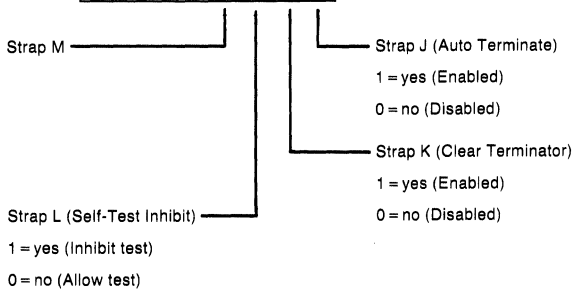 Strap M
Strap J (Auto Terminate)
1 = yes (Enabled)
0 = no (Disabled)
Strap K (Clear Terminator)
1 = yes (Enabled)
0 = no (Disabled)
Strap L (Self-Test Inhibit)
1 = yes (Inhibit test)
0 = no (Allow test)